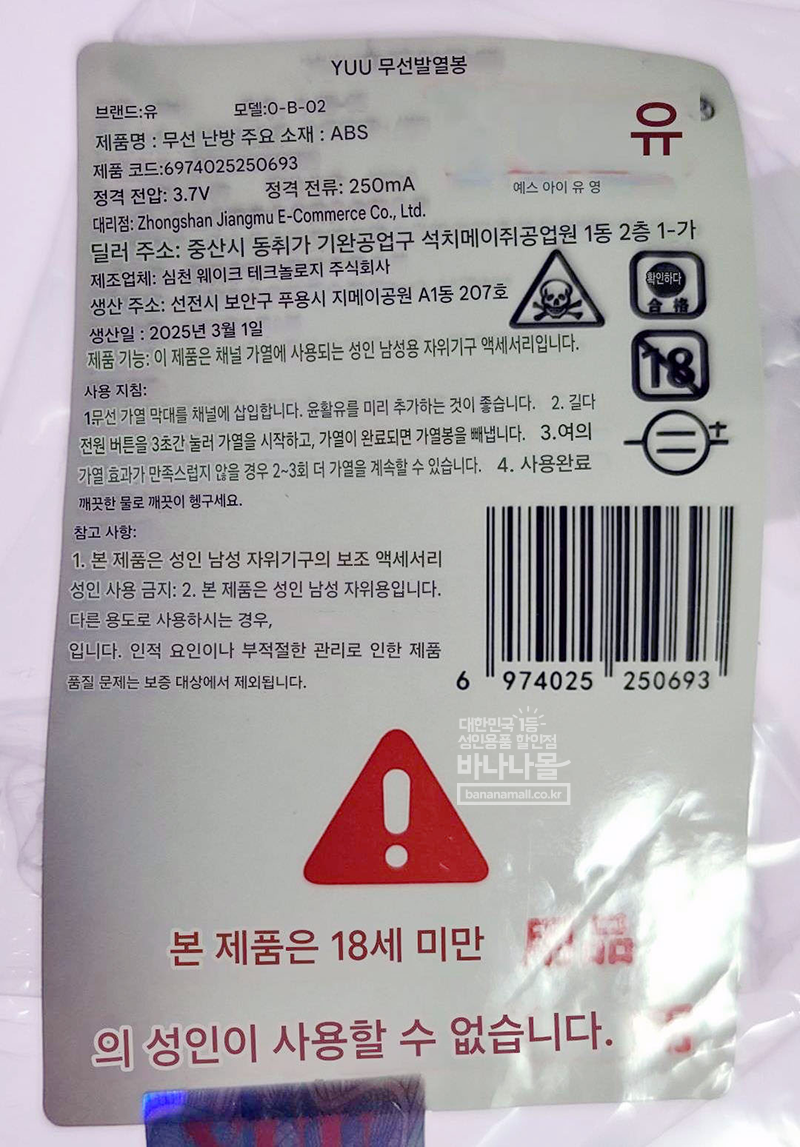 YUU 무선발열봉
브랜드:유 모델:O-B-02
유
제품명 : 무선 난방 주요 소재 : ABS
제품 코드:6974025250693
정격 전압: 3.7V 정격 전류: 250mA
예스 아이 유 영
대리점: Zhongshan Jiangmu E-Commerce Co., Ltd.
딜러 주소: 중산시 동취가 기완공업구 석치메이쥐공업원 1동 2층 1-가
제조업체: 심천 웨이크 테크놀로지 주식회사
생산 주소: 선전시 보안구 푸용시 지메이공원 A1동 207호
생산일 : 2025년 3월 1일
제품 기능: 이 제품은 채널 가열에 사용되는 성인 남성용 자위기구 액세서리입니다.
확인하다
合格
18
사용 지침:
1무선 가열 막대를 채널에 삽입합니다. 윤활유를 미리 추가하는 것이 좋습니다. 2. 길다
전원 버튼을 3초간 눌러 가열을 시작하고, 가열이 완료되면 가열봉을 빼냅니다. 3.여의
가열 효과가 만족스럽지 않을 경우 2~3회 더 가열을 계속할 수 있습니다. 4. 사용완료
깨끗한 물로 깨끗이 헹구세요.
참고 사항:
1. 본 제품은 성인 남성 자위기구의 보조 액세서리
성인 사용 금지: 2. 본 제품은 성인 남성 자위용입니다.
다른 용도로 사용하시는 경우,
입니다. 인적 요인이나 부적절한 관리로 인한 제품
품질 문제는 보증 대상에서 제외됩니다.
6 974025 250693
대한민국 1등
성인용품 할인점
바나나몰
bananamall.co.kr
본 제품은 18세 미만
用品
의 성인이 사용할 수 없습니다.